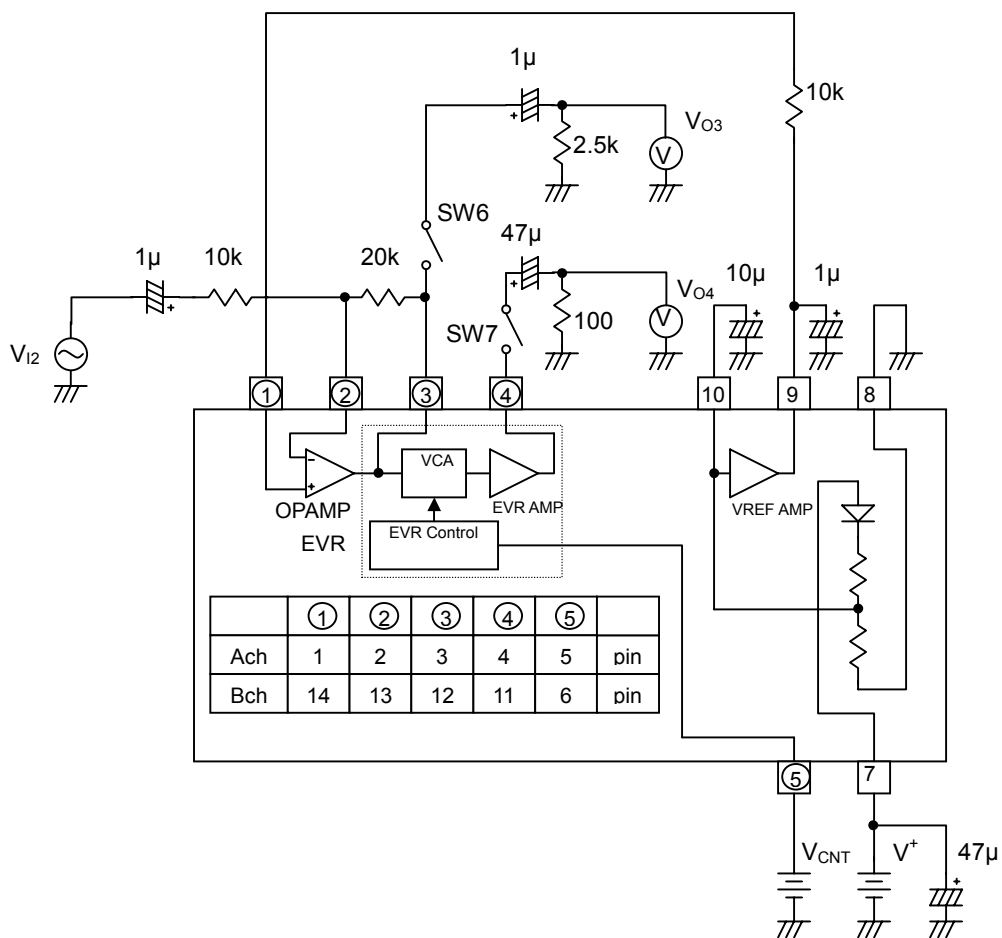 1μ
10k
V_O3
2.5k
V
SW6
47μ
1μ
10k
20k
10μ
1μ
V_O4
V
SW7
100
V_I2
① ② ③ ④ 10 9 8
− +
VCA
OPAMP
EVR AMP
VREF AMP
EVR
EVR Control
① ② ③ ④ ⑤
Ach 1 2 3 4 5 pin
Bch 14 13 12 11 6 pin
⑤ 7
V_CNT
V⁺
47μ
+ + + + + +